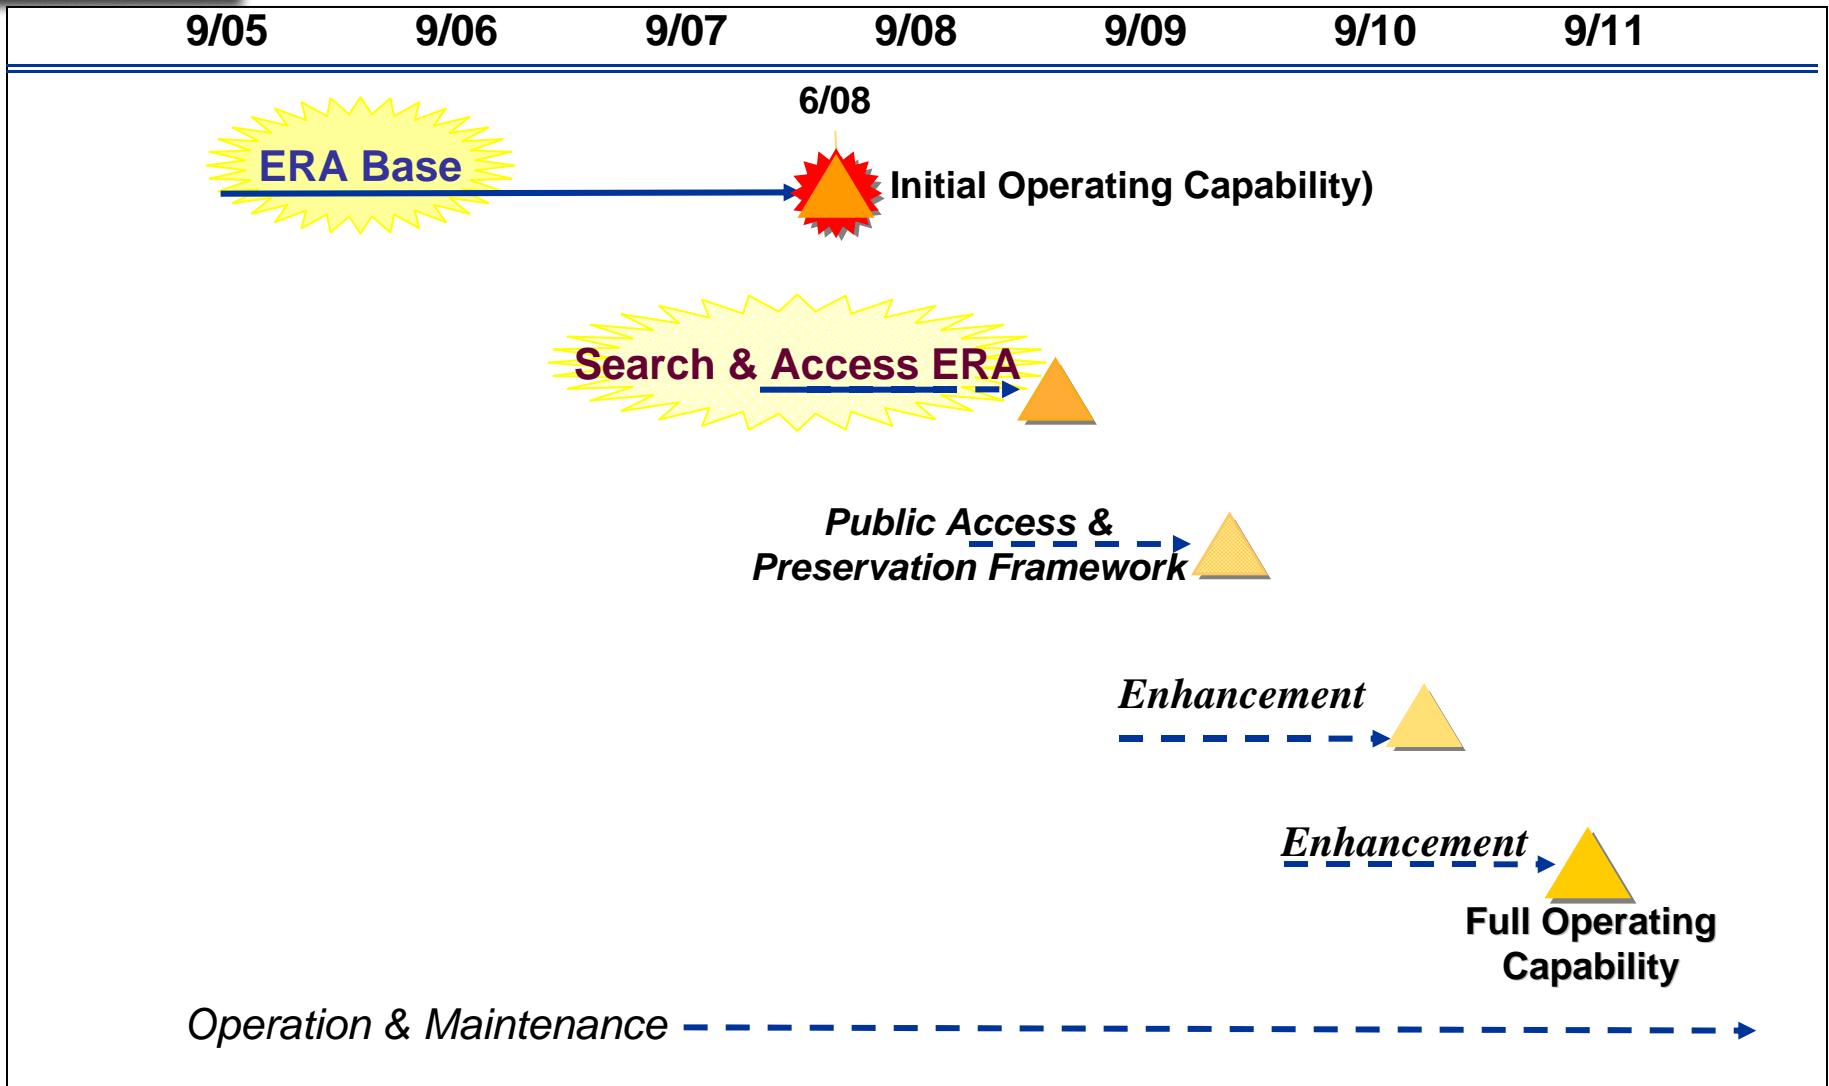 9/05 9/06 9/07 9/08 9/09 9/10 9/11
6/08
ERA Base
Initial Operating Capability)
Search & Access ERA
Public Access &
Preservation Framework
Enhancement
Enhancement
Full Operating
Capability
Operation & Maintenance